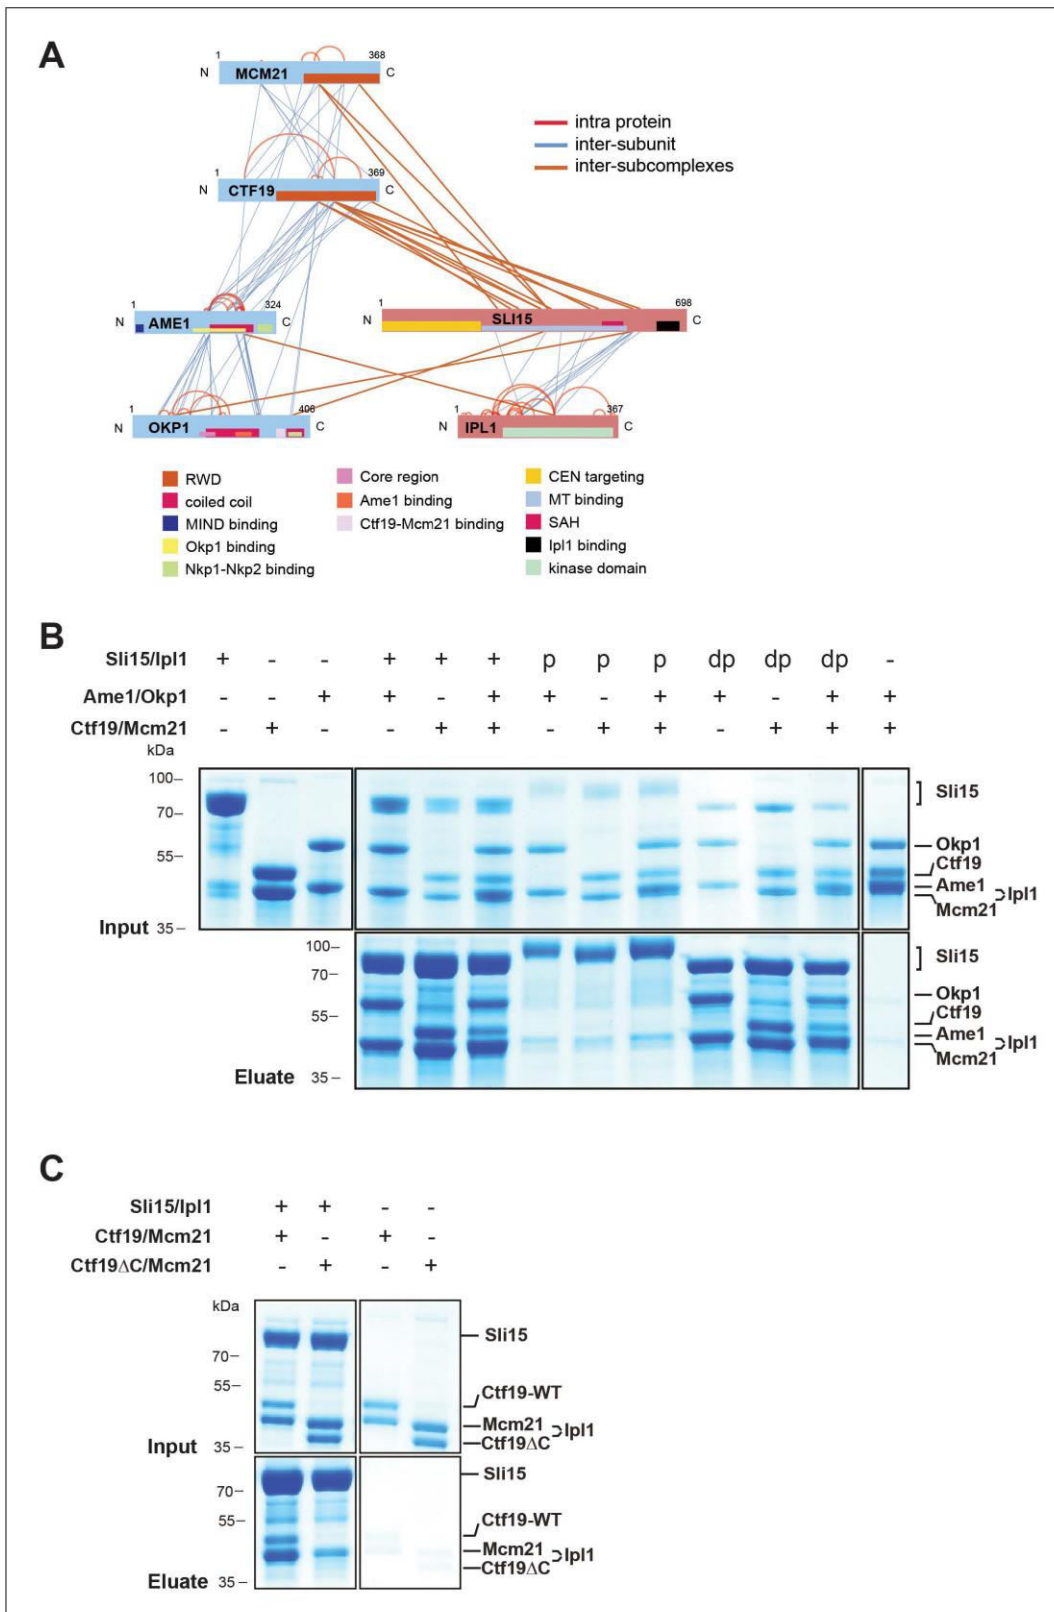 A
1 368
N MCM21 C
intra protein
inter-subunit
inter-subcomplexes
1 369
N CTF19 C
1 324
N AME1 C
1 698
N SLI15 C
1 406
N OKP1 C
1 367
N IPL1 C
RWD
coiled coil
MIND binding
Okp1 binding
Nkp1-Nkp2 binding
Core region
Ame1 binding
Ctf19-Mcm21 binding
CEN targeting
MT binding
SAH
Ipl1 binding
kinase domain
B
Sli15/Ipl1 + - - + + + p p p dp dp dp -
Ame1/Okp1 - - + + - + + - + + - + +
Ctf19/Mcm21 - + - - + + - + + - + + +
kDa
100–
70–
55–
35–
Input
Sli15
Okp1
Ctf19
Ame1
Mcm21
Ipl1
100–
70–
55–
35–
Eluate
Sli15
Okp1
Ctf19
Ame1
Mcm21
Ipl1
C
Sli15/Ipl1 + + - -
Ctf19/Mcm21 + - + -
Ctf19ΔC/Mcm21 - + - +
kDa
70–
55–
35–
Input
Sli15
Ctf19-WT
Mcm21
Ctf19ΔC
Ipl1
70–
55–
35–
Eluate
Sli15
Ctf19-WT
Mcm21
Ctf19ΔC
Ipl1